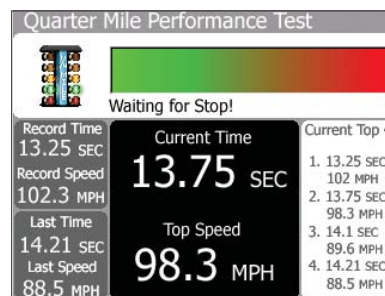 Quarter Mile Performance Test
Waiting for Stop!
Record Time
13.25 SEC
Record Speed
102.3 MPH
Last Time
14.21 SEC
Last Speed
88.5 MPH
Current Time
13.75 SEC
Top Speed
98.3 MPH
Current Top
1. 13.25 SEC
102 MPH
2. 13.75 SEC
98.3 MPH
3. 14.1 SEC
89.6 MPH
4. 14.21 SEC
88.5 MPH